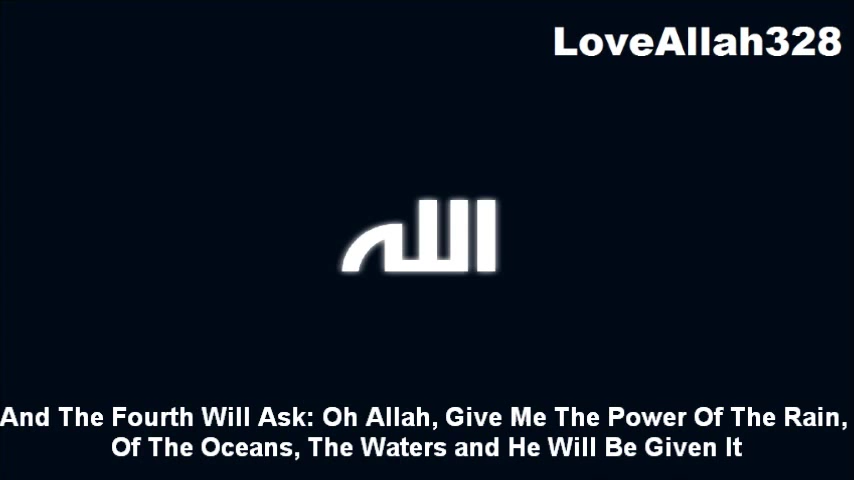 LoveAllah328
الله
And The Fourth Will Ask: Oh Allah, Give Me The Power Of The Rain,
Of The Oceans, The Waters and He Will Be Given It